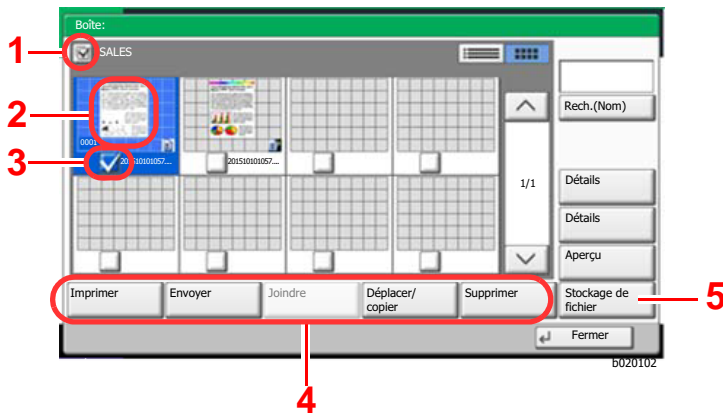 Boîte:
1
SALES
2
Rech.(Nom)
0001
3
201510101057....
201510101057....
1/1
Détails
Détails
Aperçu
Imprimer
Envoyer
Joindre
Déplacer/
copier
Supprimer
Stockage de
fichier
5
Fermer
b020102
4